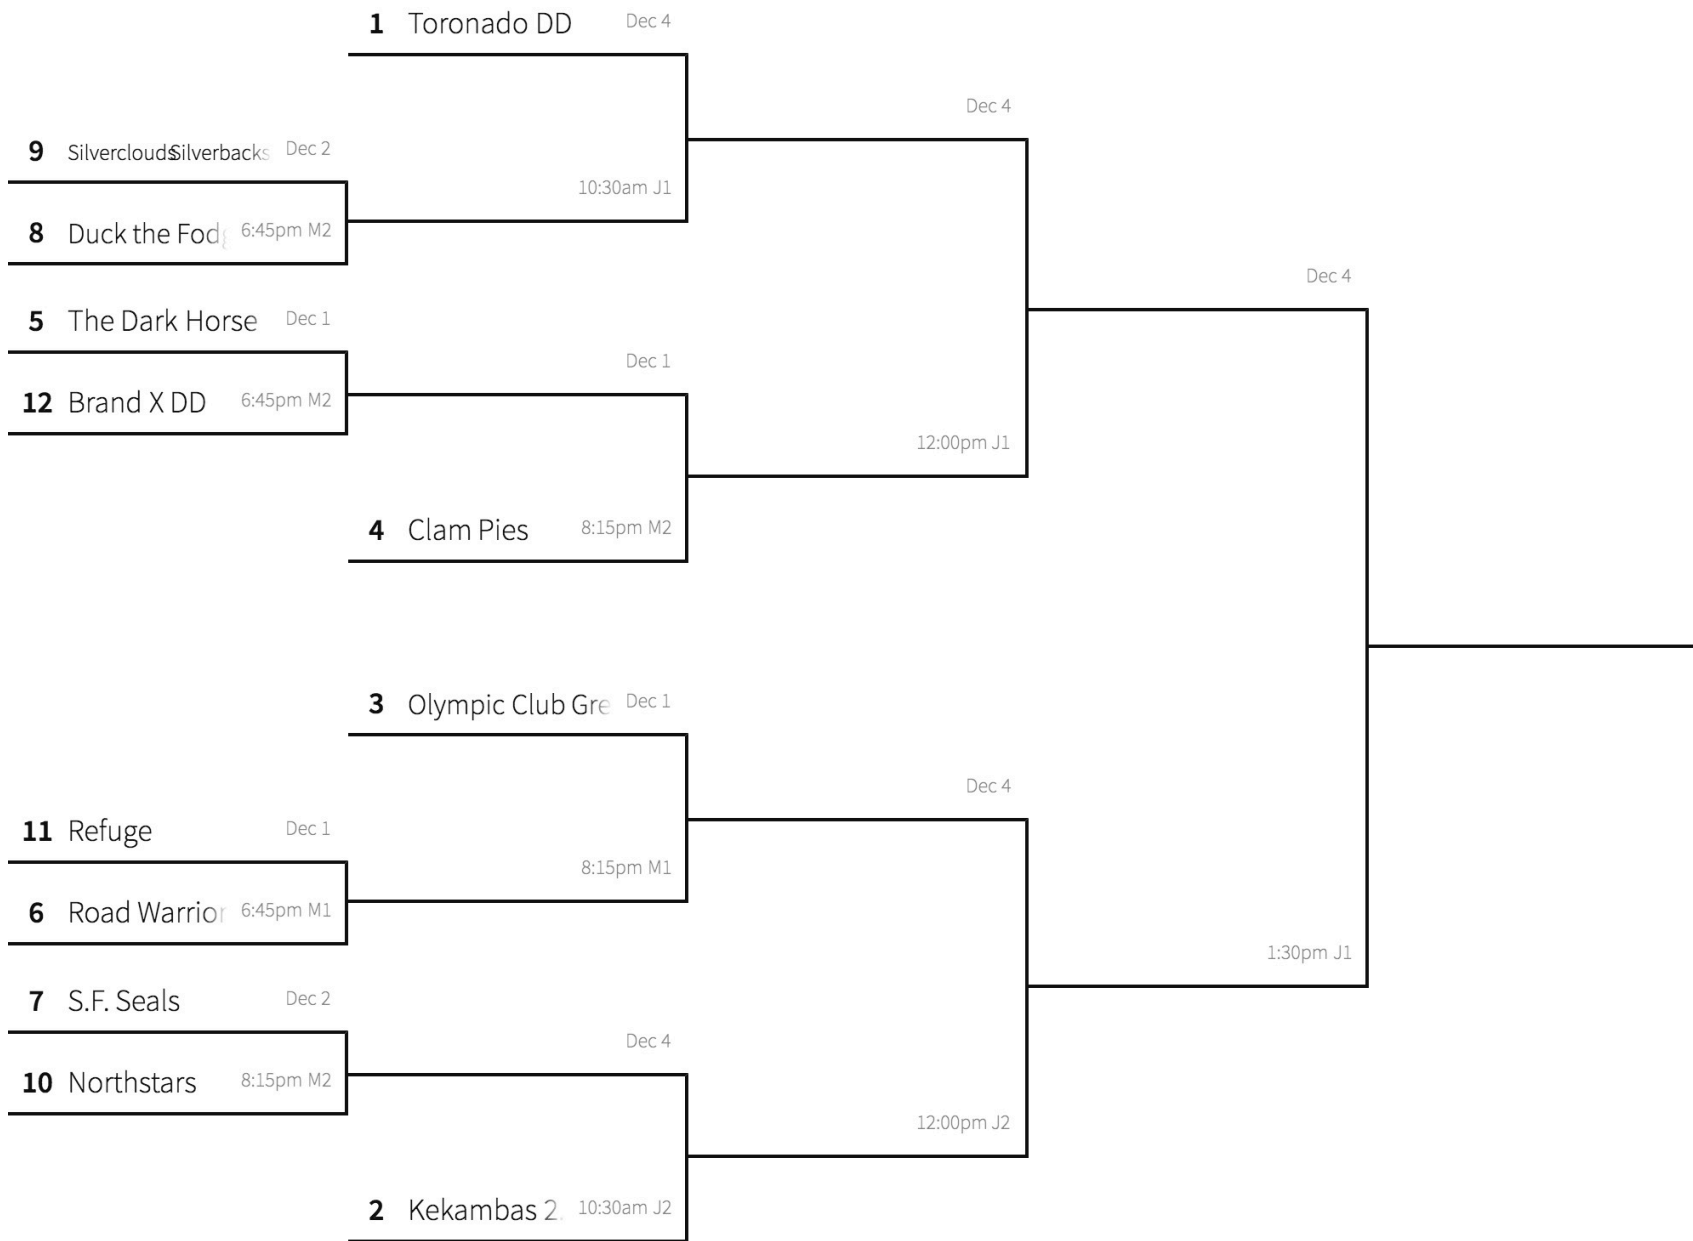 1 Toronado DD Dec 4
Dec 4
9 SilvercloudsSilverbacks Dec 2
10:30am J1
8 Duck the Fod 6:45pm M2
Dec 4
5 The Dark Horse Dec 1
Dec 1
12 Brand X DD 6:45pm M2
12:00pm J1
4 Clam Pies 8:15pm M2
3 Olympic Club Gre Dec 1
Dec 4
11 Refuge Dec 1
8:15pm M1
6 Road Warrior 6:45pm M1
1:30pm J1
7 S.F. Seals Dec 2
Dec 4
10 Northstars 8:15pm M2
12:00pm J2
2 Kekambas 2. 10:30am J2